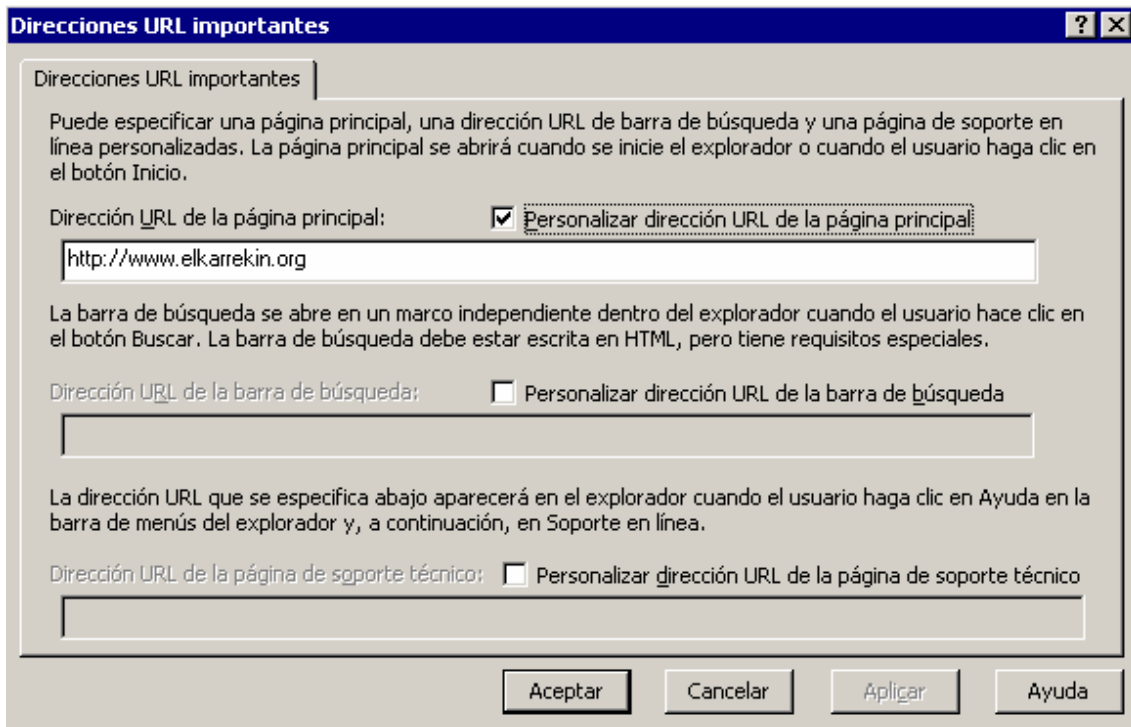 Direcciones URL importantes
Direcciones URL importantes
Puede especificar una página principal, una dirección URL de barra de búsqueda y una página de soporte en
línea personalizadas. La página principal se abrirá cuando se inicie el explorador o cuando el usuario haga clic en
el botón Inicio.
Dirección URL de la página principal: Personalizar dirección URL de la página principal
http://www.elkarrekin.org
La barra de búsqueda se abre en un marco independiente dentro del explorador cuando el usuario hace clic en
el botón Buscar. La barra de búsqueda debe estar escrita en HTML, pero tiene requisitos especiales.
Dirección URL de la barra de búsqueda: Personalizar dirección URL de la barra de búsqueda
La dirección URL que se especifica abajo aparecerá en el explorador cuando el usuario haga clic en Ayuda en la
barra de menús del explorador y, a continuación, en Soporte en línea.
Dirección URL de la página de soporte técnico: Personalizar dirección URL de la página de soporte técnico
Aceptar Cancelar Aplicar Ayuda